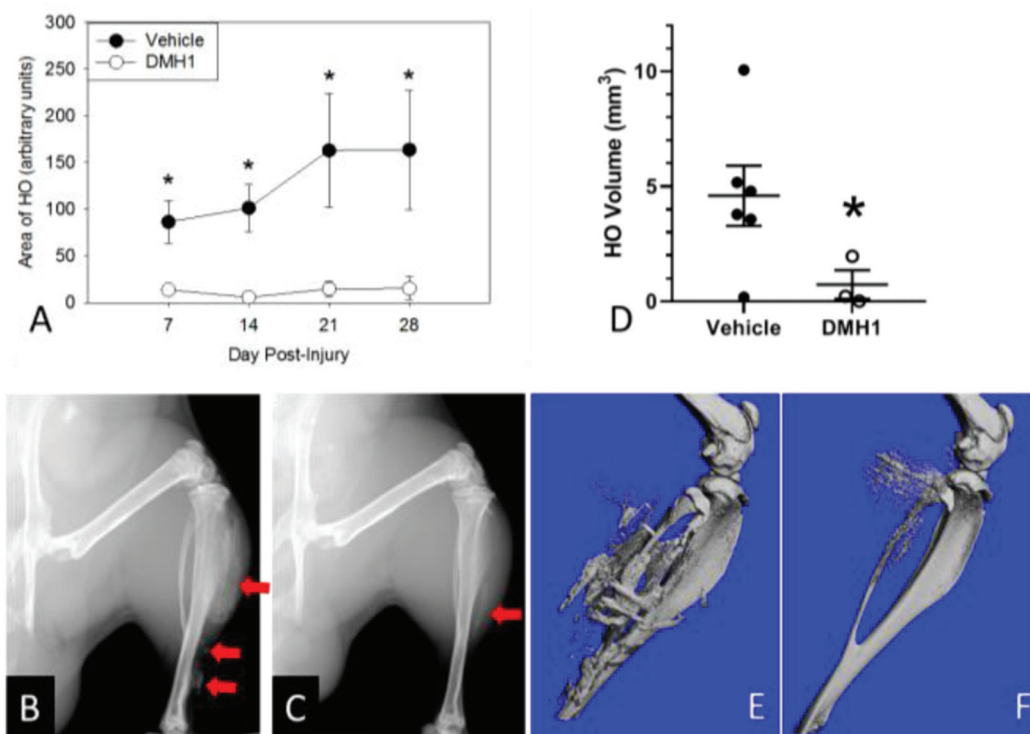 300
250
200
150
100
50
0
Area of HO (arbitrary units)
Vehicle
DMH1
*
*
*
*
7
14
21
28
Day Post-Injury
A
10
5
0
HO Volume (mm³)
*
Vehicle
DMH1
D
B
C
E
F